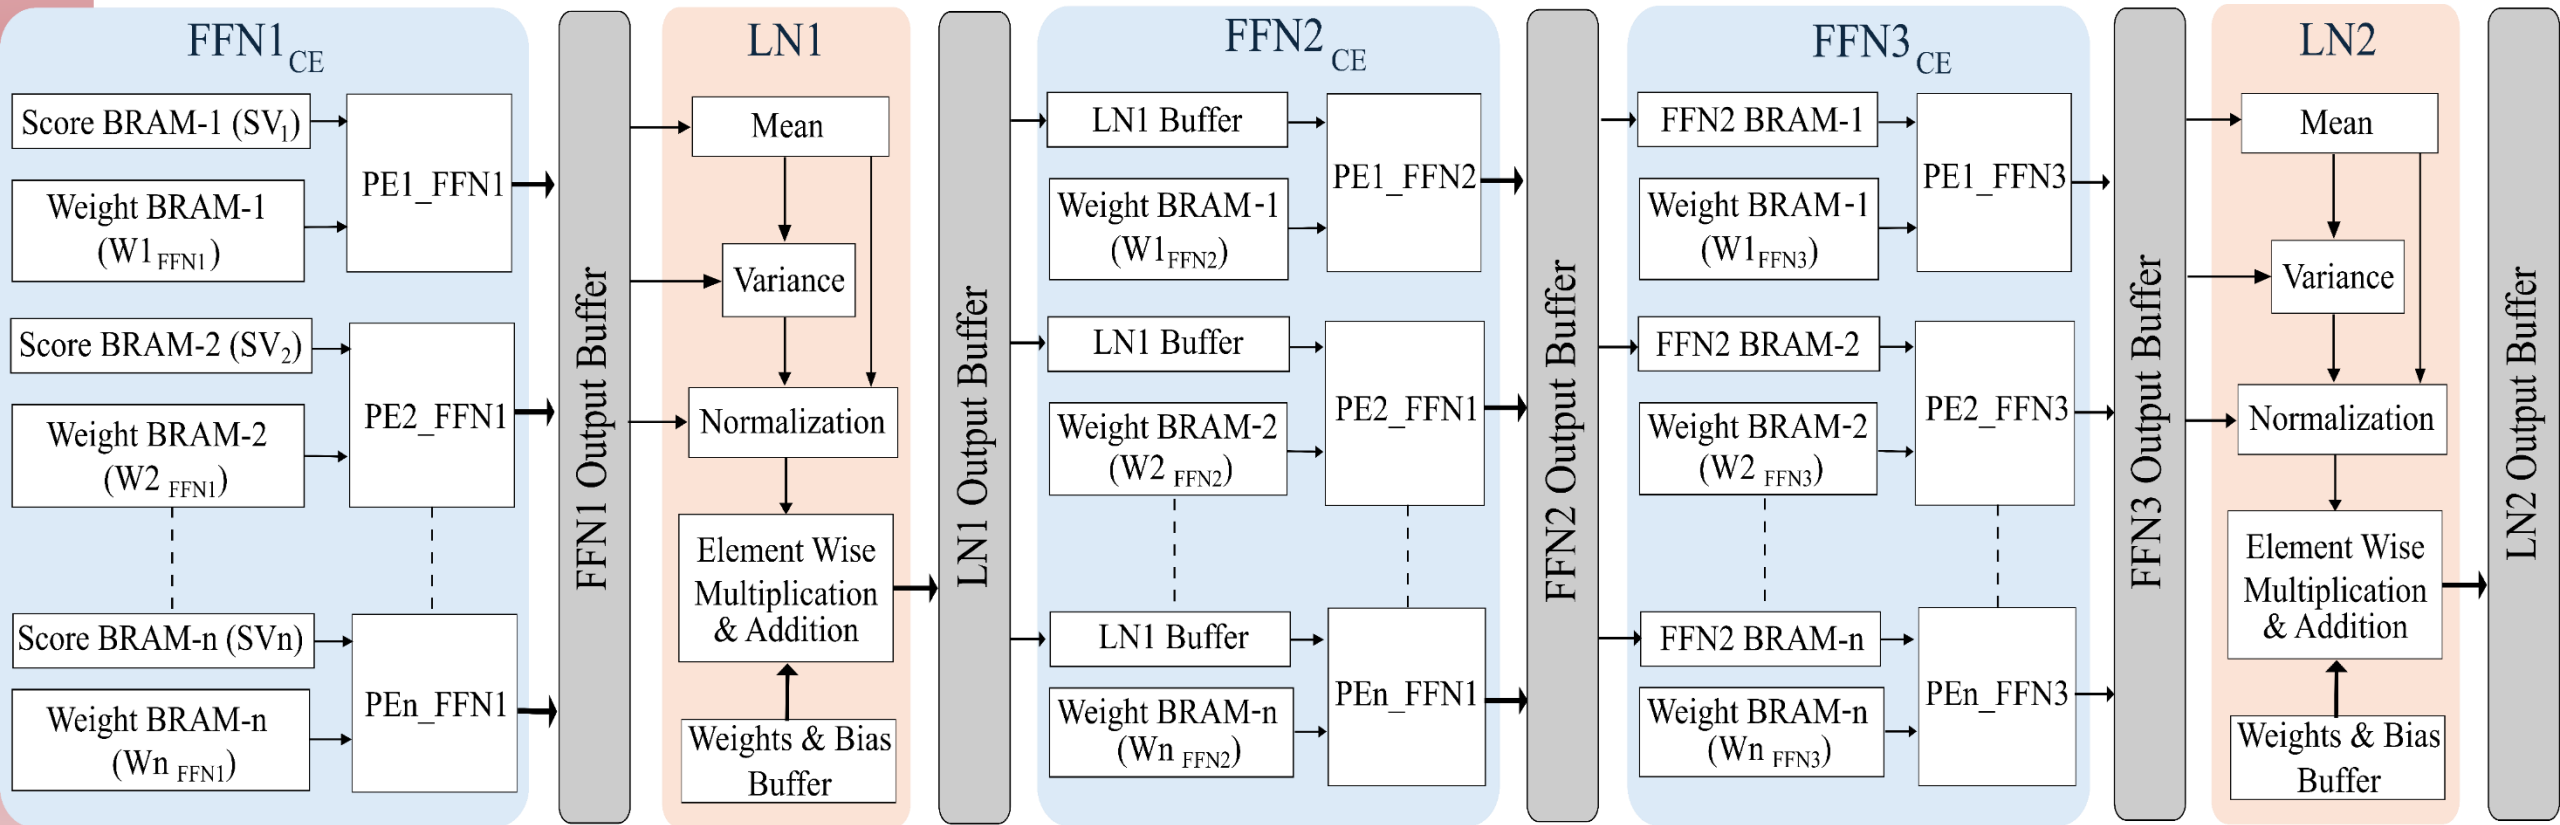 FFN1CE
Score BRAM-1 (SV1)
Weight BRAM-1
(W1FFN1)
PE1_FFN1
Score BRAM-2 (SV2)
Weight BRAM-2
(W2 FFN1)
PE2_FFN1
Score BRAM-n (SVn)
Weight BRAM-n
(Wn FFN1)
PEn_FFN1
FFN1 Output Buffer
LN1
Mean
Variance
Normalization
Element Wise
Multiplication
& Addition
Weights & Bias
Buffer
LN1 Output Buffer
FFN2CE
LN1 Buffer
Weight BRAM-1
(W1FFN2)
PE1_FFN2
LN1 Buffer
Weight BRAM-2
(W2 FFN2)
PE2_FFN1
LN1 Buffer
Weight BRAM-n
(Wn FFN2)
PEn_FFN1
FFN2 Output Buffer
FFN3CE
FFN2 BRAM-1
Weight BRAM-1
(W1FFN3)
PE1_FFN3
FFN2 BRAM-2
Weight BRAM-2
(W2 FFN3)
PE2_FFN3
FFN2 BRAM-n
Weight BRAM-n
(Wn FFN3)
PEn_FFN3
FFN3 Output Buffer
LN2
Mean
Variance
Normalization
Element Wise
Multiplication
& Addition
Weights & Bias
Buffer
LN2 Output Buffer